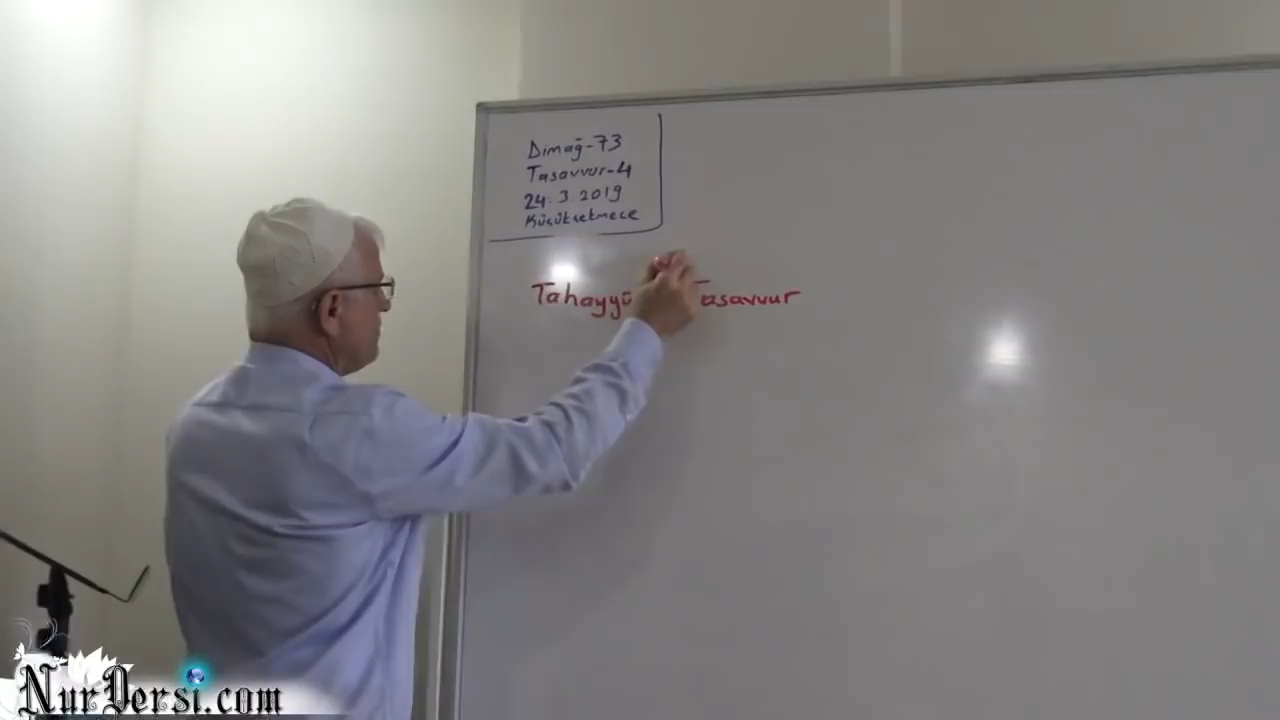 Dimağ-73
Tasavvur-4
24.3.2019
Küçükçekmece
Tasavvur
NurDersi.com